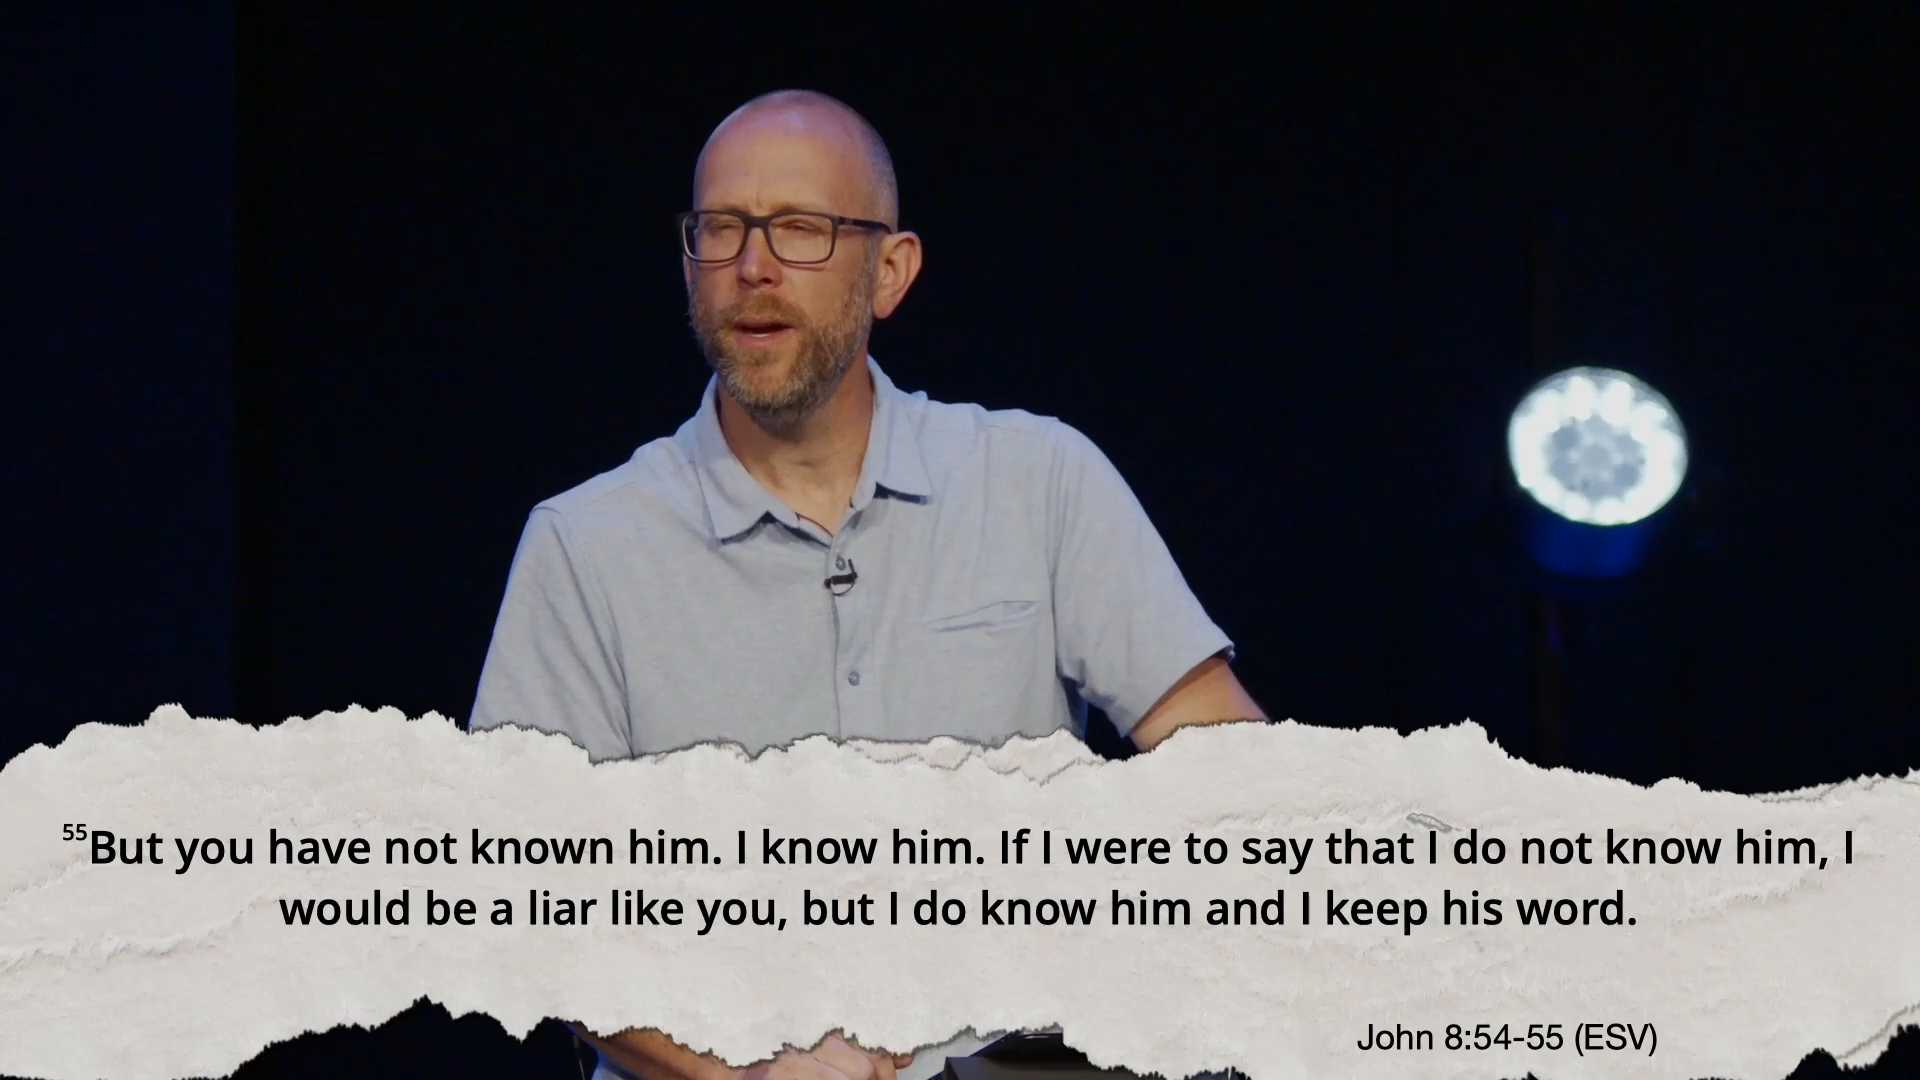 55But you have not known him. I know him. If I were to say that I do not know him, I
would be a liar like you, but I do know him and I keep his word.
John 8:54-55 (ESV)